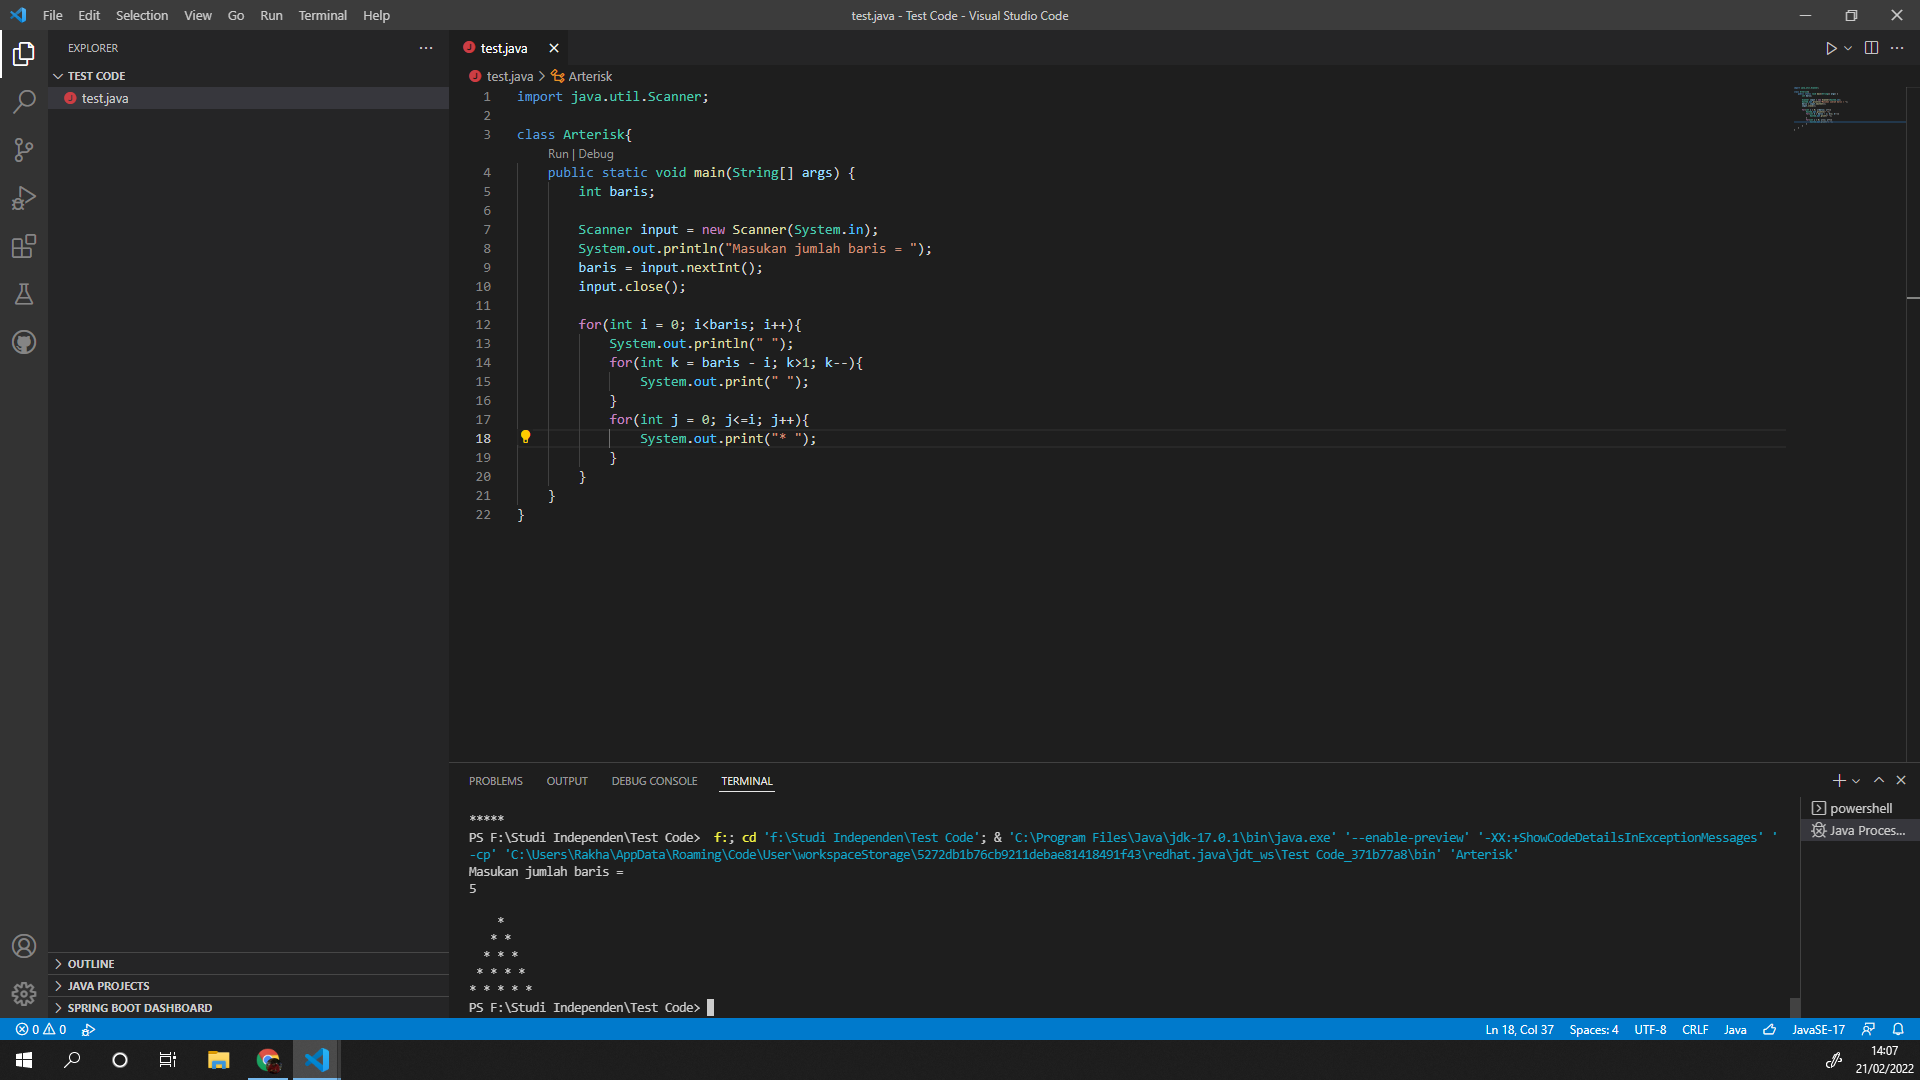 File Edit Selection View Go Run Terminal Help
test.java - Test Code - Visual Studio Code
EXPLORER
TEST CODE
test.java
test.java
test.java > Arterisk
1 import java.util.Scanner;
2
3 class Arterisk{
Run | Debug
4 public static void main(String[] args) {
5 int baris;
6
7 Scanner input = new Scanner(System.in);
8 System.out.println("Masukan jumlah baris = ");
9 baris = input.nextInt();
10 input.close();
11
12 for(int i = 0; i<baris; i++){
13 System.out.println(" ");
14 for(int k = baris - i; k>1; k--){
15 System.out.print(" ");
16 }
17 for(int j = 0; j<=i; j++){
18 System.out.print("* ");
19 }
20 }
21 }
22 }
PROBLEMS OUTPUT DEBUG CONSOLE TERMINAL
*****
PS F:\Studi Independen\Test Code> f:; cd 'f:\Studi Independen\Test Code'; & 'C:\Program Files\Java\jdk-17.0.1\bin\java.exe' '--enable-preview' '-XX:+ShowCodeDetailsInExceptionMessages' '
-cp' 'C:\Users\Rakha\AppData\Roaming\Code\User\workspaceStorage\5272db1b76cb9211debae81418491f43\redhat.java\jdt_ws\Test Code_371b77a8\bin' 'Arterisk'
Masukan jumlah baris =
5
*
* *
* * *
* * * *
* * * * *
PS F:\Studi Independen\Test Code>
powershell
Java Proces...
OUTLINE
JAVA PROJECTS
SPRING BOOT DASHBOARD
0 0
Ln 18, Col 37 Spaces: 4 UTF-8 CRLF Java JavaSE-17
14:07
21/02/2022